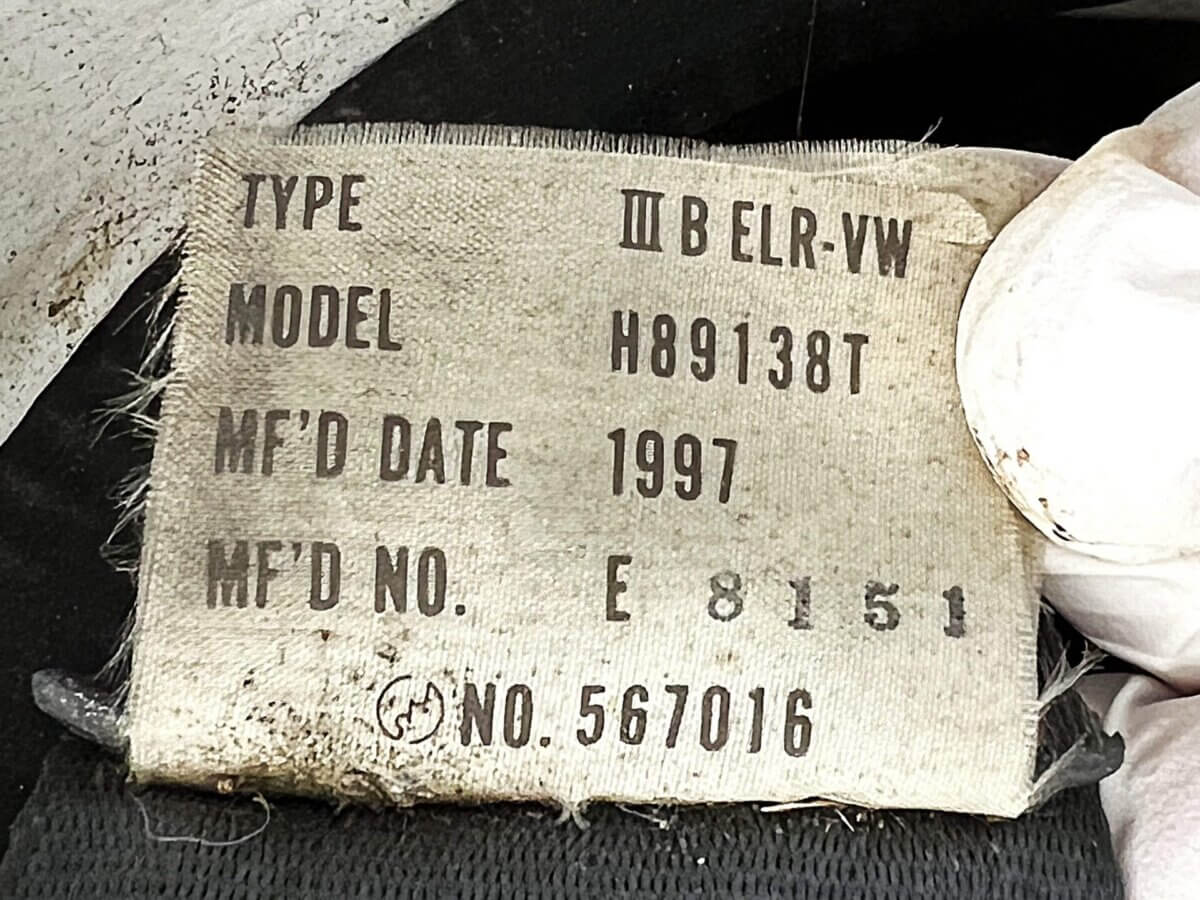 TYPE III B ELR-VW
MODEL H89138T
MF'D DATE 1997
MF'D NO. E 8151
NO. 567016